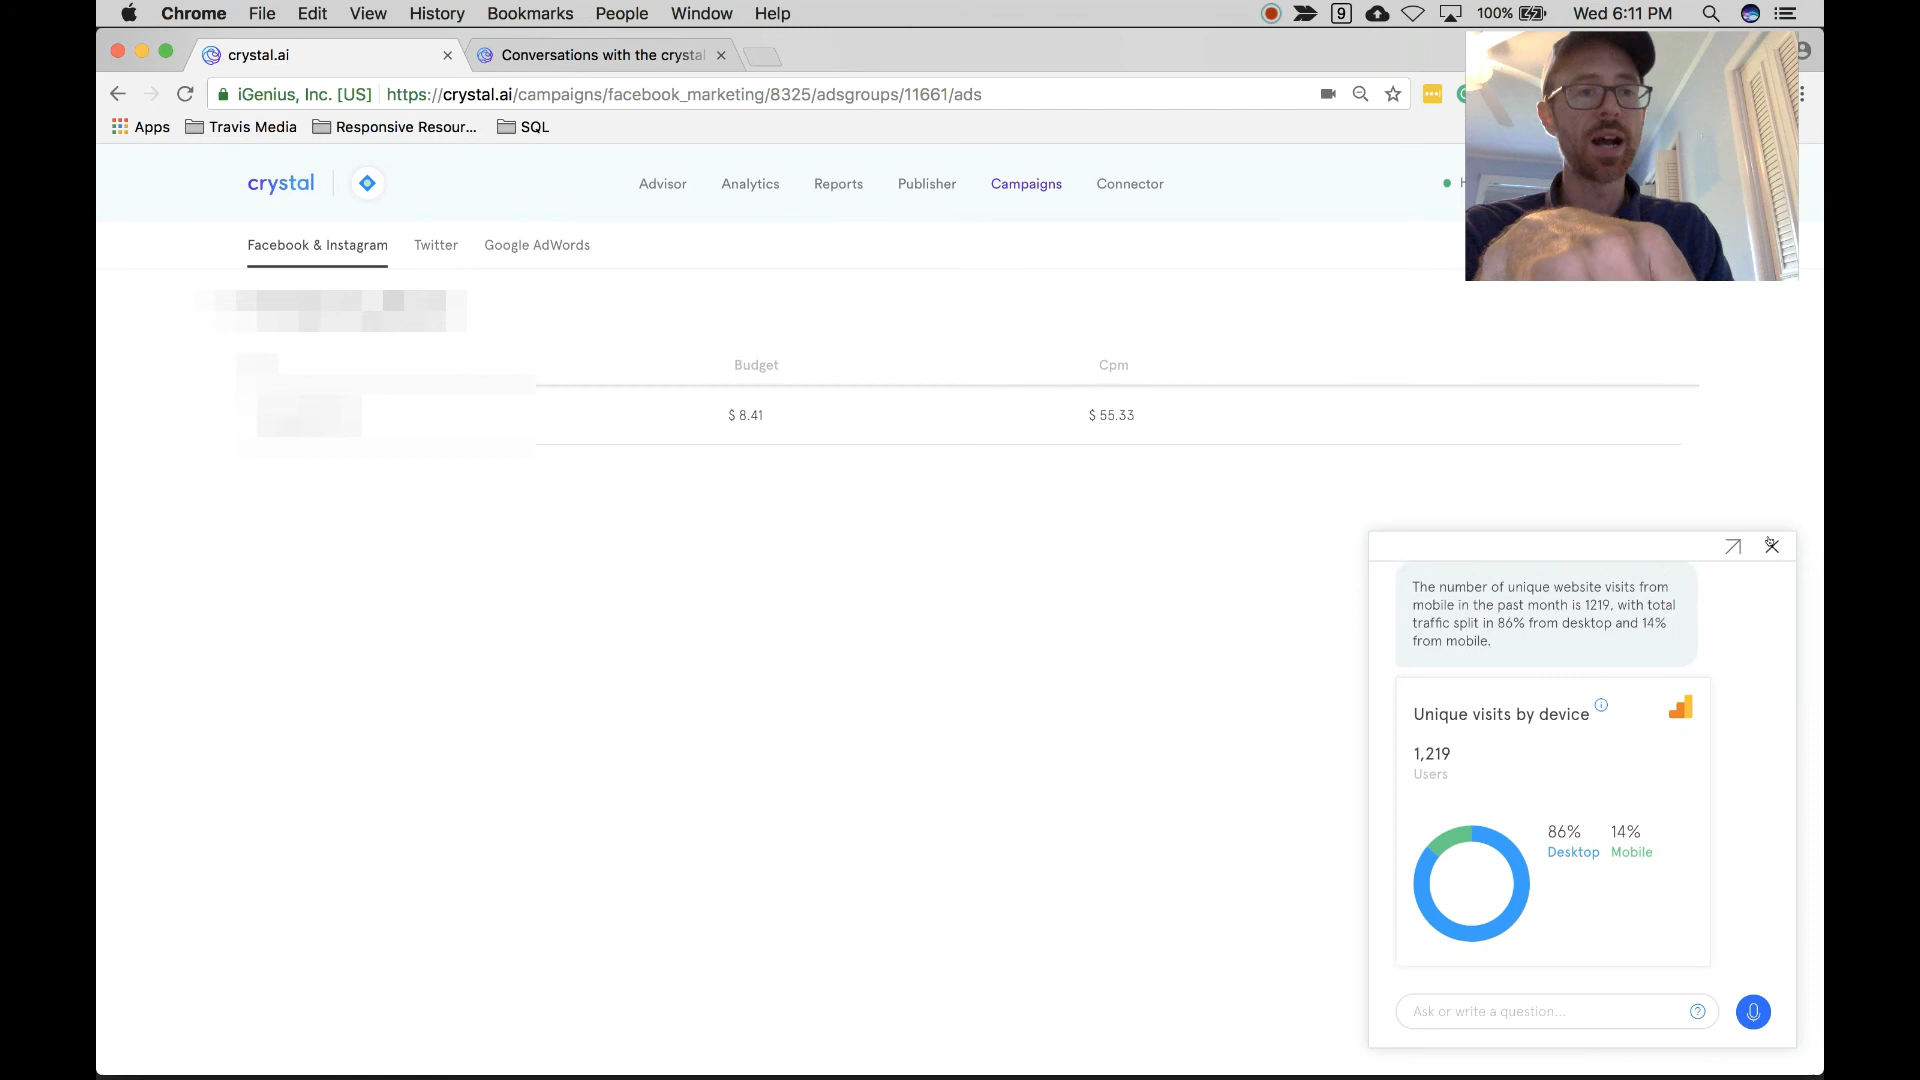 Chrome File Edit View History Bookmarks People Window Help
9 100% Wed 6:11 PM
crystal.ai
Conversations with the crysta
iGenius, Inc. [US] https://crystal.ai/campaigns/facebook_marketing/8325/adsgroups/11661/ads
Apps Travis Media Responsive Resour... SQL
crystal
Advisor Analytics Reports Publisher Campaigns Connector
Facebook & Instagram Twitter Google AdWords
Budget Cpm
$ 8.41 $ 55.33
The number of unique website visits from
mobile in the past month is 1219, with total
traffic split in 86% from desktop and 14%
from mobile.
Unique visits by device
1,219
Users
86% 14%
Desktop Mobile
Ask or write a question...